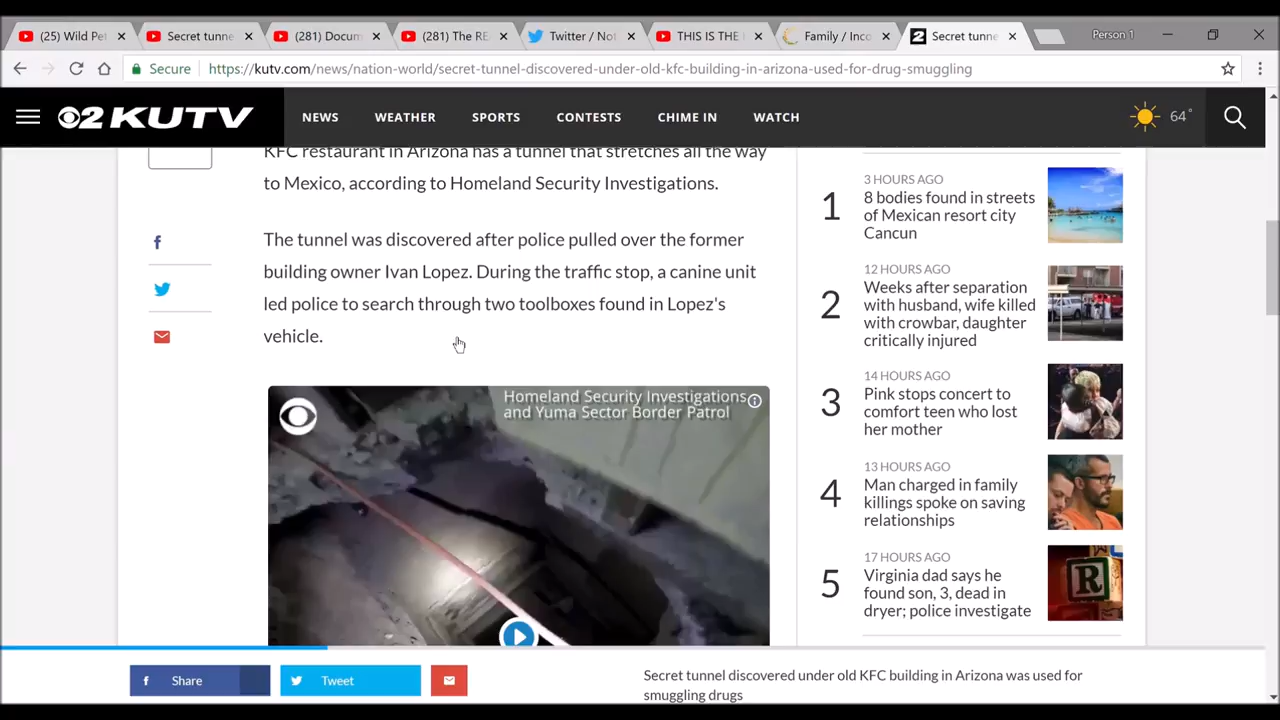 (25) Wild Pet
Secret tunne
(281) Docum
(281) The RE
Twitter / Not
THIS IS THE
Family / Inco
Secret tunne
Person 1
Secure
https://kutv.com/news/nation-world/secret-tunnel-discovered-under-old-kfc-building-in-arizona-used-for-drug-smuggling
2 KUTV
NEWS
WEATHER
SPORTS
CONTESTS
CHIME IN
WATCH
64°
KFC restaurant in Arizona has a tunnel that stretches all the way
to Mexico, according to Homeland Security Investigations.
The tunnel was discovered after police pulled over the former
building owner Ivan Lopez. During the traffic stop, a canine unit
led police to search through two toolboxes found in Lopez's
vehicle.
Homeland Security Investigations
and Yuma Sector Border Patrol
1
3 HOURS AGO
8 bodies found in streets
of Mexican resort city
Cancun
2
12 HOURS AGO
Weeks after separation
with husband, wife killed
with crowbar, daughter
critically injured
3
14 HOURS AGO
Pink stops concert to
comfort teen who lost
her mother
4
13 HOURS AGO
Man charged in family
killings spoke on saving
relationships
5
17 HOURS AGO
Virginia dad says he
found son, 3, dead in
dryer; police investigate
R
Share
Tweet
Secret tunnel discovered under old KFC building in Arizona was used for
smuggling drugs